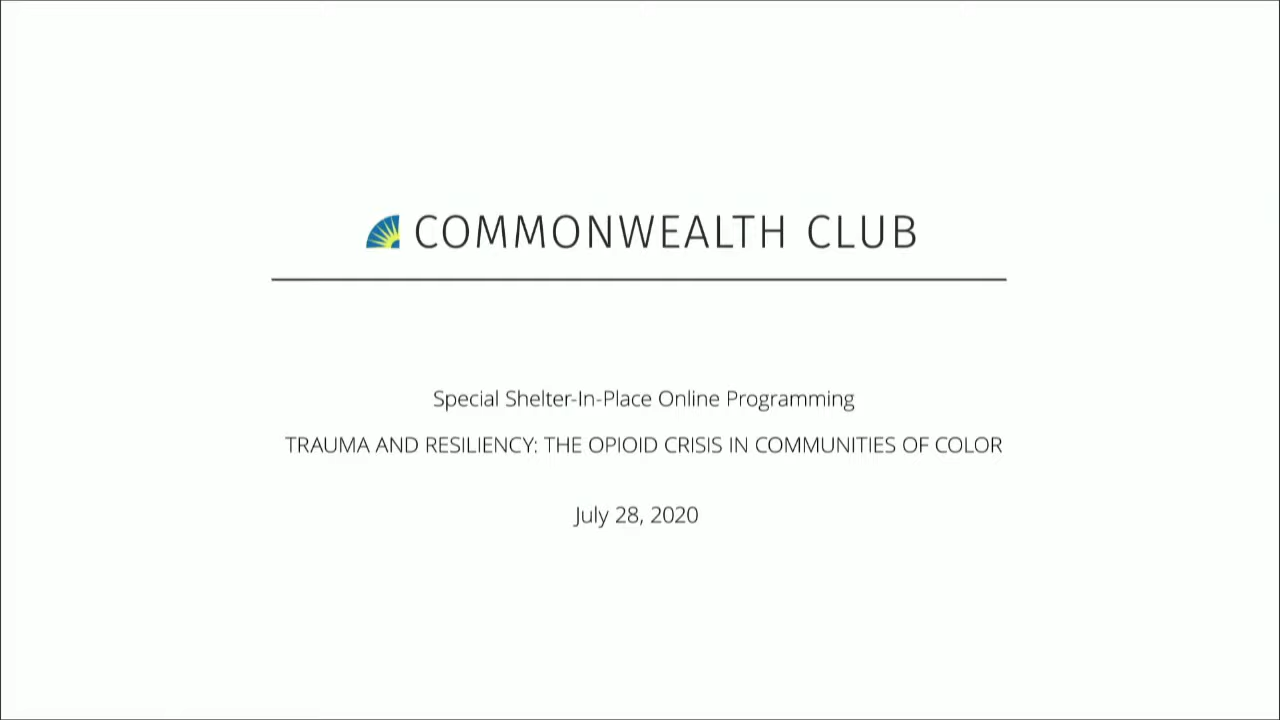 COMMONWEALTH CLUB
Special Shelter-In-Place Online Programming
TRAUMA AND RESILIENCY: THE OPIOID CRISIS IN COMMUNITIES OF COLOR
July 28, 2020